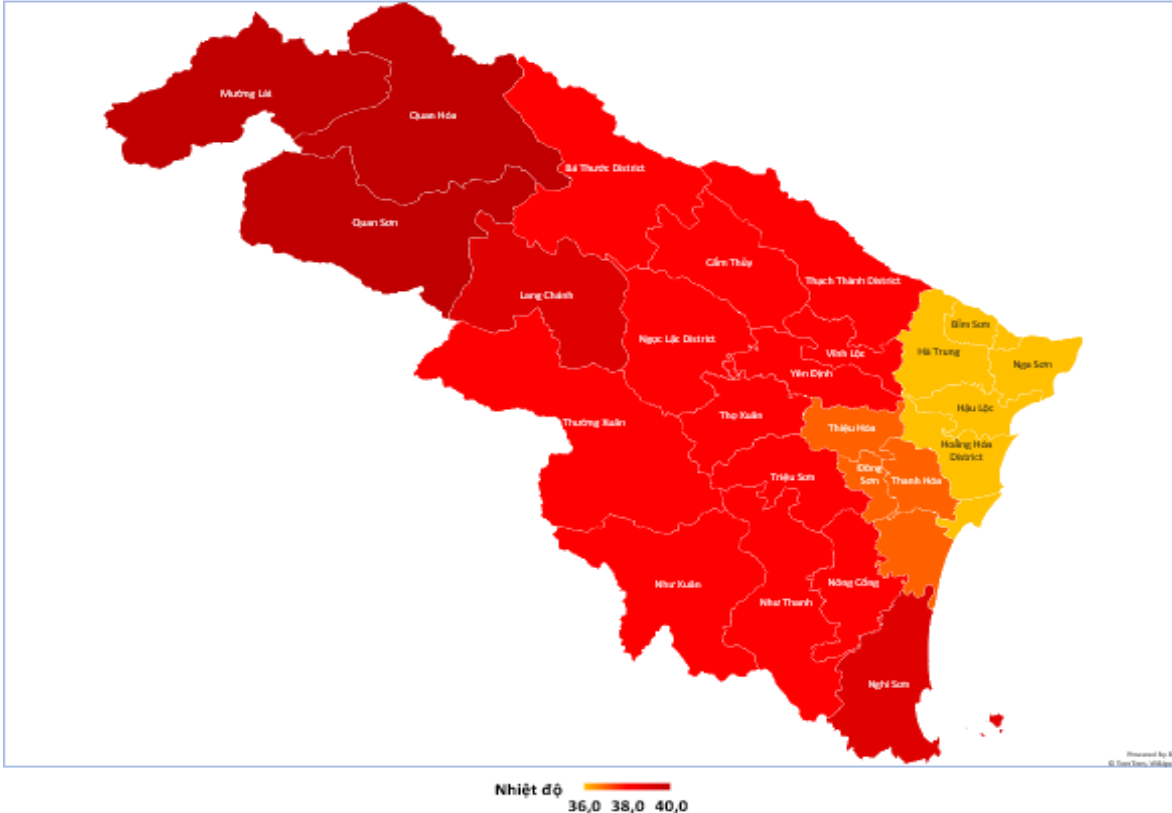 Mường Lát
Quan Hóa
Bá Thước District
Quan Sơn
Cẩm Thủy
Thạch Thành District
Lang Chánh
Bỉm Sơn
Ngọc Lặc District
Vĩnh Lộc
Hà Trung
Nga Sơn
Yên Định
Hậu Lộc
Thường Xuân
Thọ Xuân
Thiệu Hóa
Hoằng Hóa
District
Triệu Sơn
Đông
Sơn
Thanh Hóa
Như Xuân
Nông Cống
Như Thanh
Nghi Sơn
Powered by
© TomTom,
Nhiệt độ
36,0 38,0 40,0